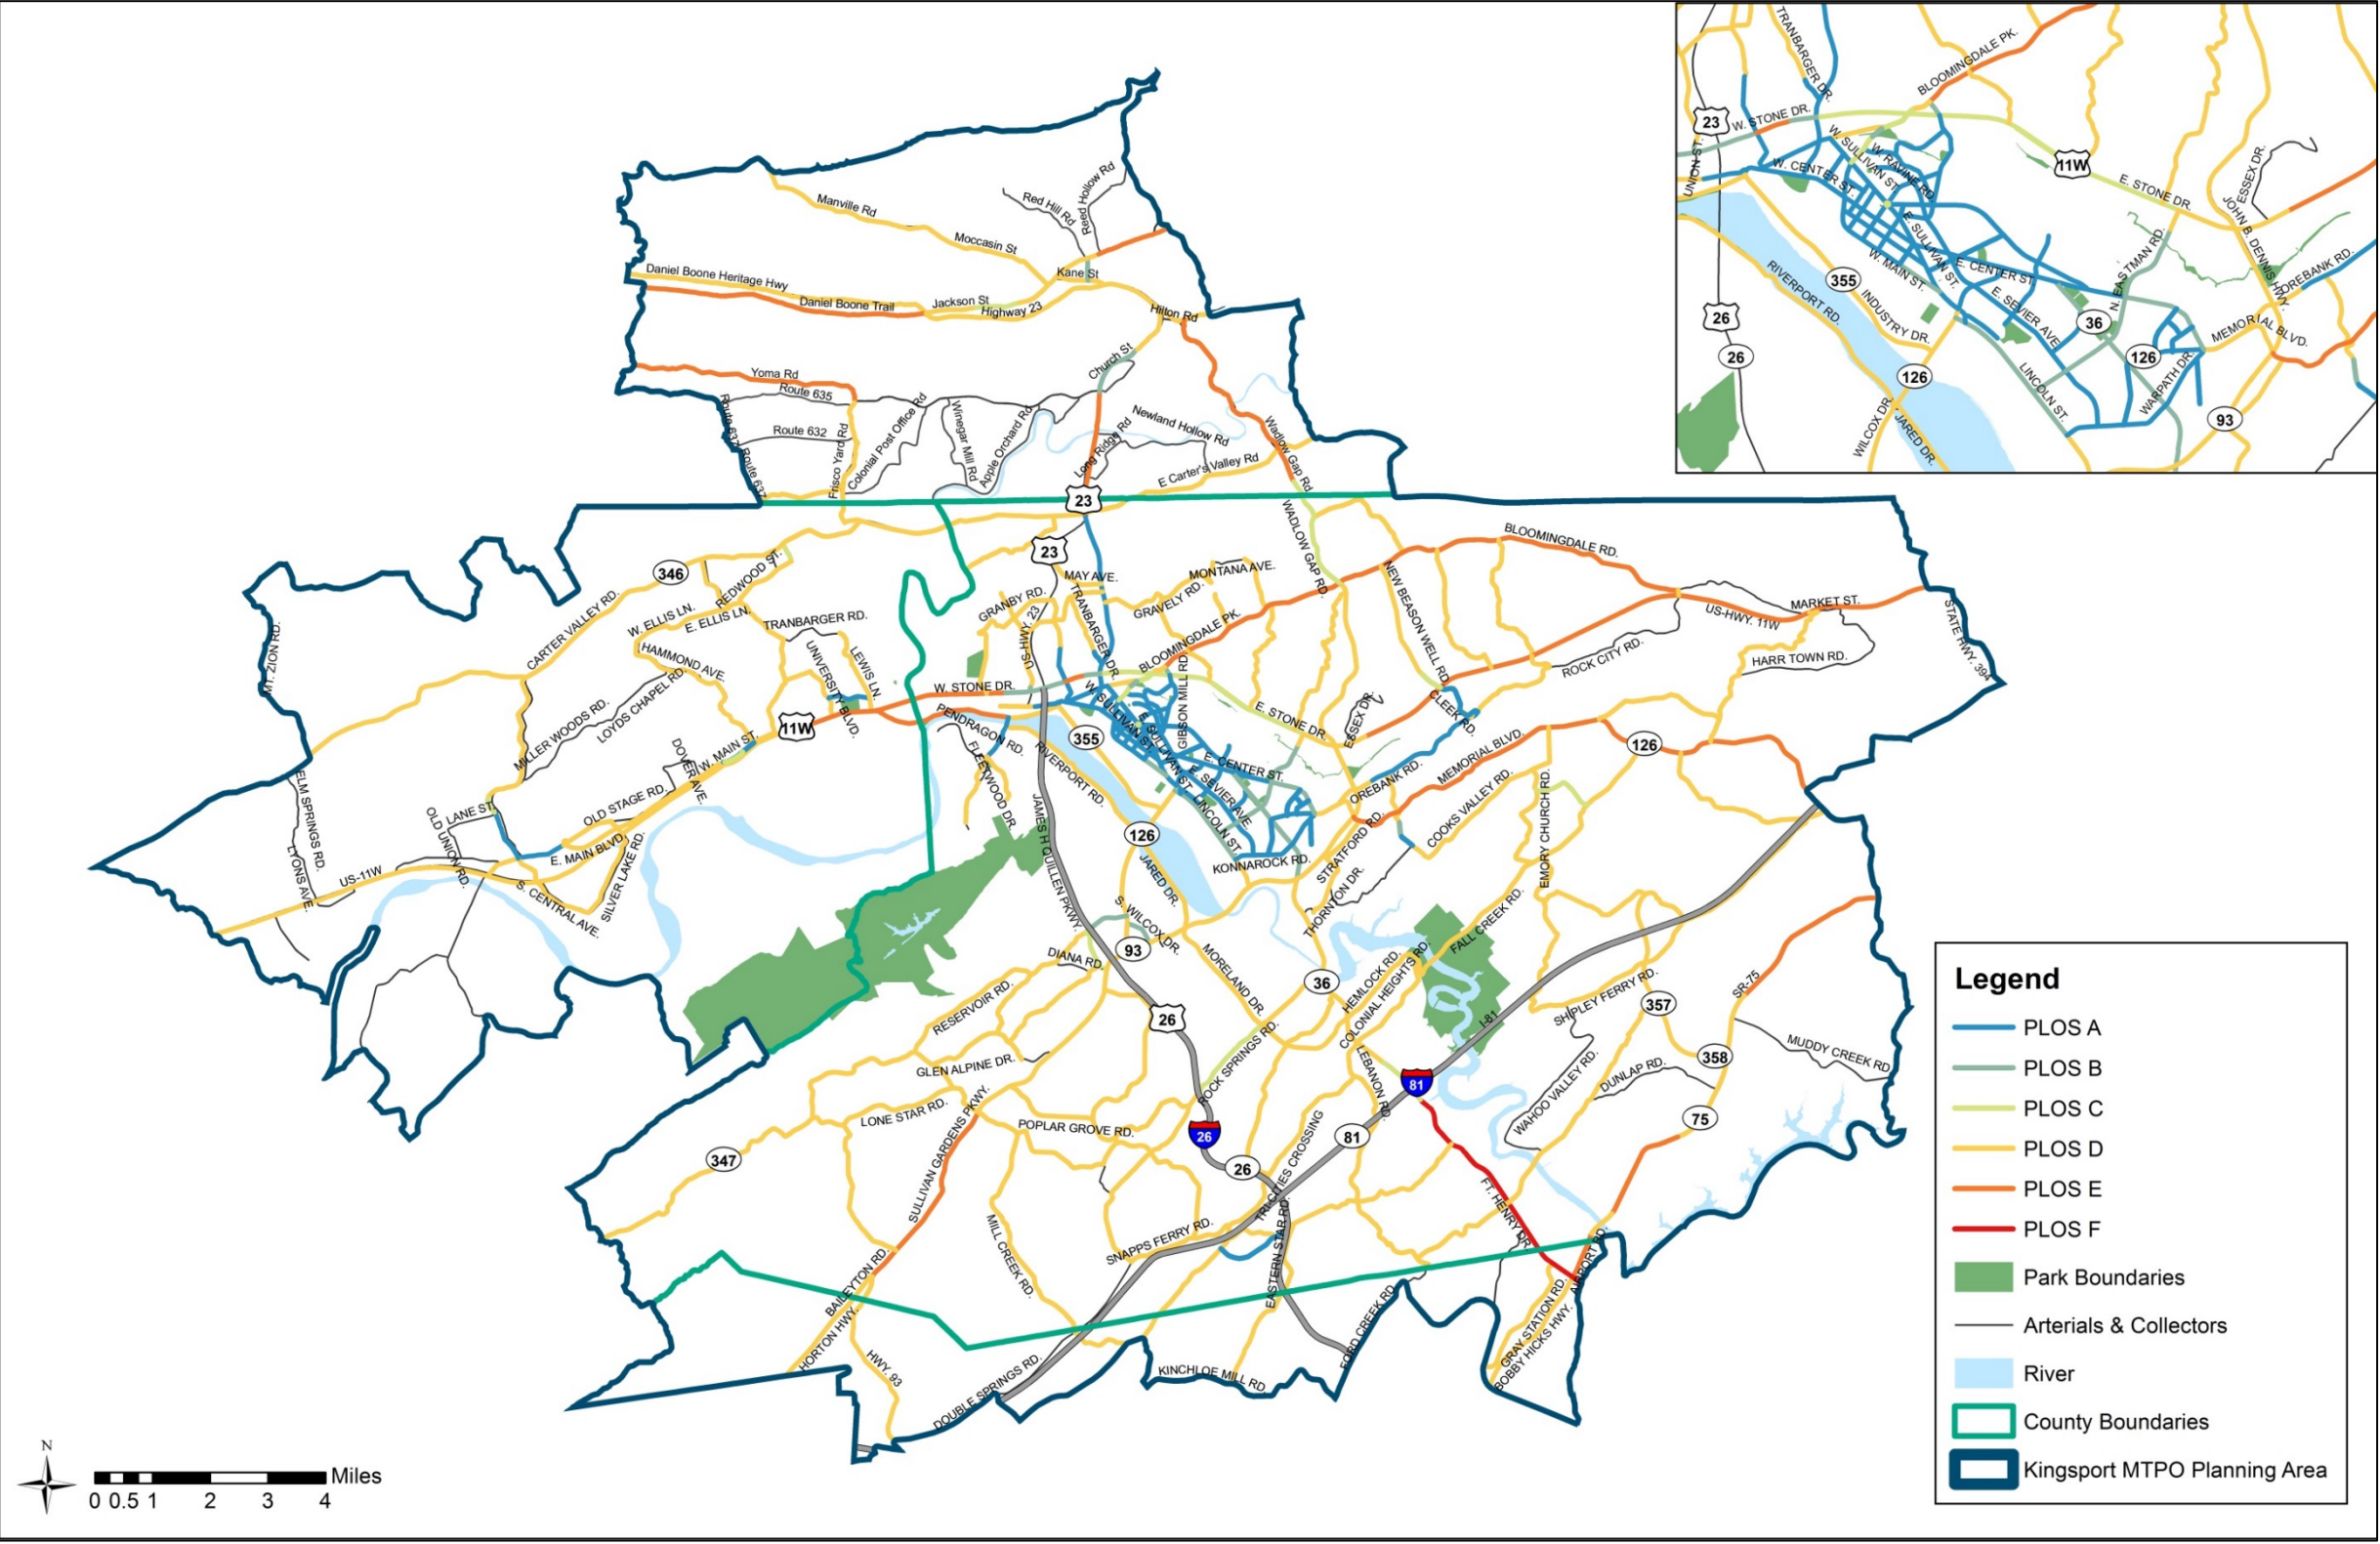 TRANBARGER DR.
BLOOMINGDALE PK.
23
W. STONE DR.
UNION ST.
W. SULLIVAN ST.
W. RAVINE RD.
W. CENTER ST.
11W
E. STONE DR.
ESSEX DR.
JOHN B. DENNIS HWY.
E. SULLIVAN ST.
W. MAIN ST.
E. CENTER ST.
N. EASTMAN RD.
OREBANK RD.
RIVERPORT RD.
355
INDUSTRY DR.
E. SEVIER AVE.
36
MEMORIAL BLVD.
26
26
126
126
LINCOLN ST.
WARPATH DR.
WILCOX DR.
JARED DR.
93
Manville Rd
Red Hill Rd
Reed Hollow Rd
Moccasin St
Kane St
Daniel Boone Heritage Hwy
Daniel Boone Trail
Jackson St
Highway 23
Hilton Rd
Church St
Yoma Rd
Route 635
Route 637
Route 632
Route 637
Frisco Yard Rd
Colonial Post Office Rd
Winegar Mill Rd
Apple Orchard Rd
Long Ridge Rd
Newland Hollow Rd
E Carter's Valley Rd
Wadlow Gap Rd
23
WADLOW GAP RD.
BLOOMINGDALE RD.
23
346
REDWOOD ST.
MAY AVE.
MONTANA AVE.
GRAVELY RD.
GRANBY RD.
TRANBARGER DR.
US HWY. 23
NEW BEASON WELL RD.
MARKET ST.
US-HWY. 11W
STATE HWY. 394
CARTER VALLEY RD.
W. ELLIS LN.
E. ELLIS LN.
TRANBARGER RD.
HAMMOND AVE.
UNIVERSITY BLVD.
LEWIS LN.
MT. ZION RD.
BLOOMINGDALE PK.
GIBSON MILL RD.
ROCK CITY RD.
HARR TOWN RD.
MILLER WOODS RD.
LOYDS CHAPEL RD.
W. STONE DR.
W. SULLIVAN ST.
11W
PENDRAGON RD.
E. STONE DR.
ESSEX DR.
CLEEK RD.
355
E. SULLIVAN ST.
DOVER AVE.
W. MAIN ST.
FLEETWOOD DR.
RIVERPORT RD.
E. CENTER ST.
E. SEVIER AVE.
OREBANK RD.
MEMORIAL BLVD.
126
ELM SPRINGS RD.
LANE ST.
OLD UNION RD.
OLD STAGE RD.
E. MAIN BLVD.
JAMES H QUILLEN PKWY.
126
LINCOLN ST.
KONNAROCK RD.
STRATFORD RD.
COOKS VALLEY RD.
EMORY CHURCH RD.
LYONS AVE.
US-11W
S. CENTRAL AVE.
SILVER LAKE RD.
JARED DR.
THORNTON DR.
S. WILCOX DR.
93
DIANA RD.
MORELAND DR.
36
HEMLOCK RD.
COLONIAL HEIGHTS RD.
FALL CREEK RD.
I-81
SHIPLEY FERRY RD.
357
SR-75
RESERVOIR RD.
26
ROCK SPRINGS RD.
LEBANON RD.
358
MUDDY CREEK RD
GLEN ALPINE DR.
81
WAHOO VALLEY RD.
DUNLAP RD.
LONE STAR RD.
SULLIVAN GARDENS PKWY.
POPLAR GROVE RD.
26
81
75
347
26
TRI-CITIES CROSSING
FT. HENRY DR.
MILL CREEK RD.
SNAPPS FERRY RD.
EASTERN STAR RD.
BAILEYTON RD.
HORTON HWY.
HWY. 93
DOUBLE SPRINGS RD.
KINCHLOE MILL RD.
FORD CREEK RD.
GRAY STATION RD.
BOBBY HICKS HWY.
AIRPORT RD.
Legend
PLOS A
PLOS B
PLOS C
PLOS D
PLOS E
PLOS F
Park Boundaries
Arterials & Collectors
River
County Boundaries
Kingsport MTPO Planning Area
N
Miles
0 0.5 1 2 3 4